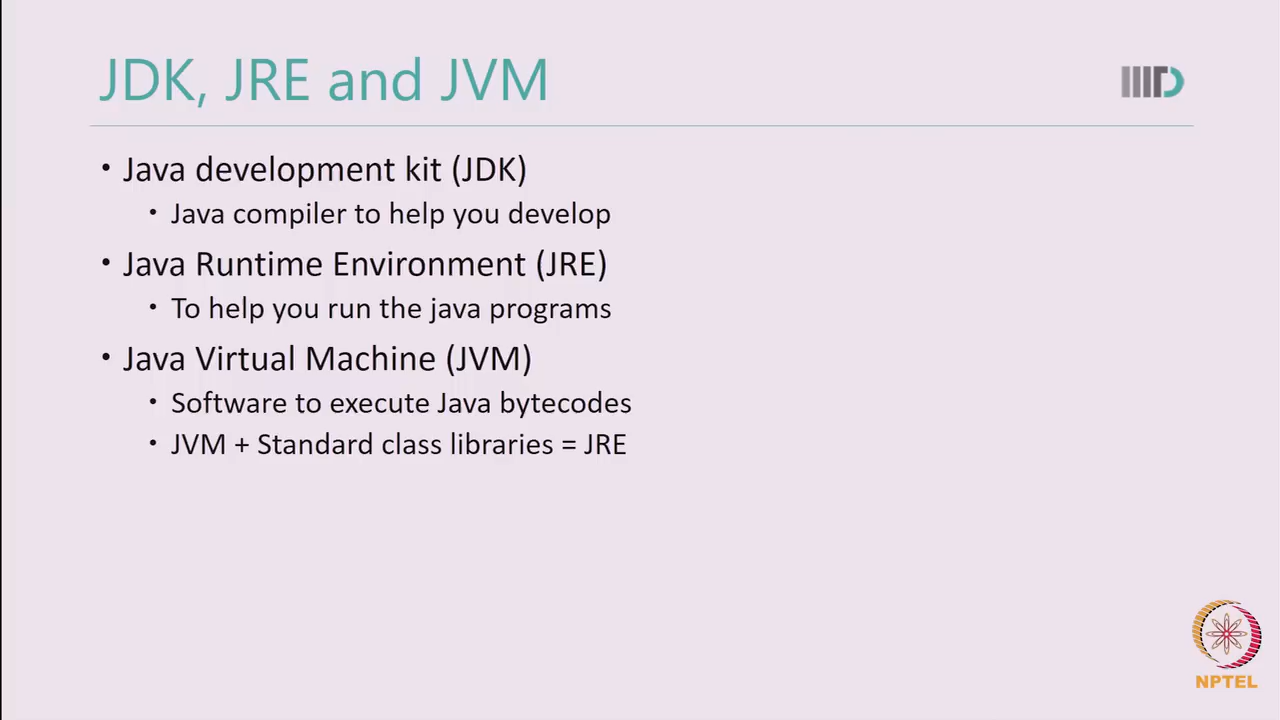 JDK, JRE and JVM
• Java development kit (JDK)
• Java compiler to help you develop
• Java Runtime Environment (JRE)
• To help you run the java programs
• Java Virtual Machine (JVM)
• Software to execute Java bytecodes
• JVM + Standard class libraries = JRE
NPTEL